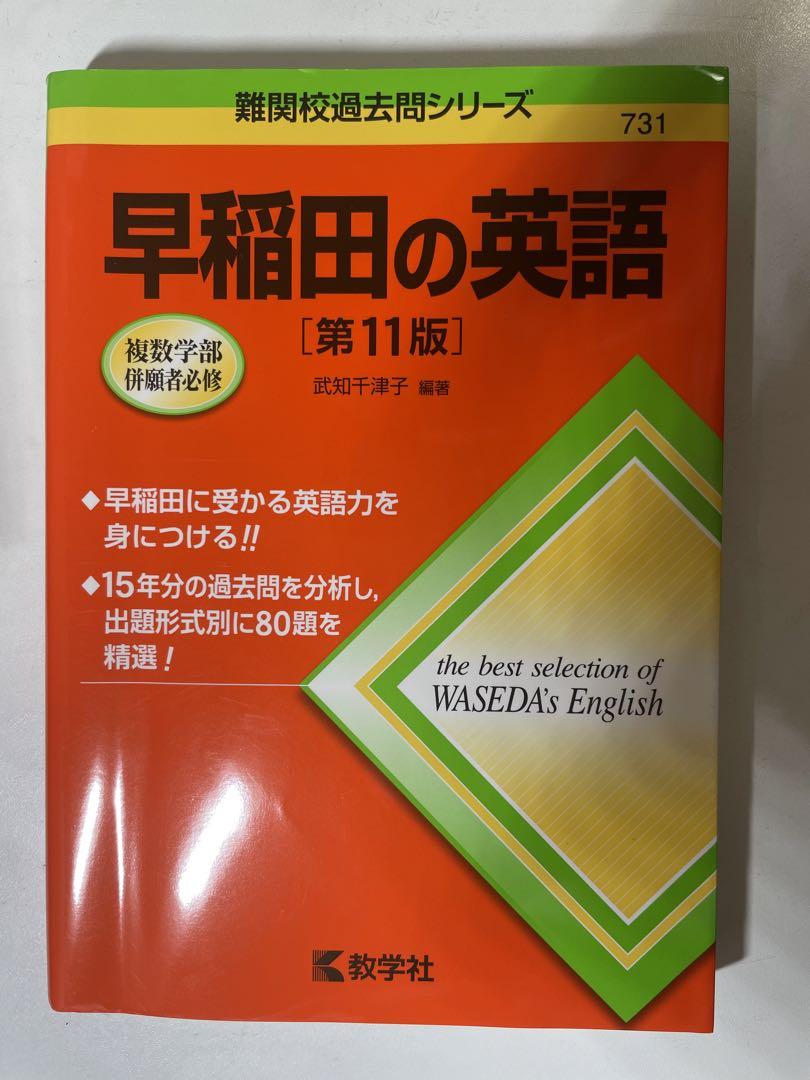 難関校過去問シリーズ
731
早稲田の英語
［第11版］
複数学部
併願者必修
武知千津子 編著
◆早稲田に受かる英語力を
身につける!!
◆15年分の過去問を分析し,
出題形式別に80題を
精選！
the best selection of
WASEDA's English
教学社